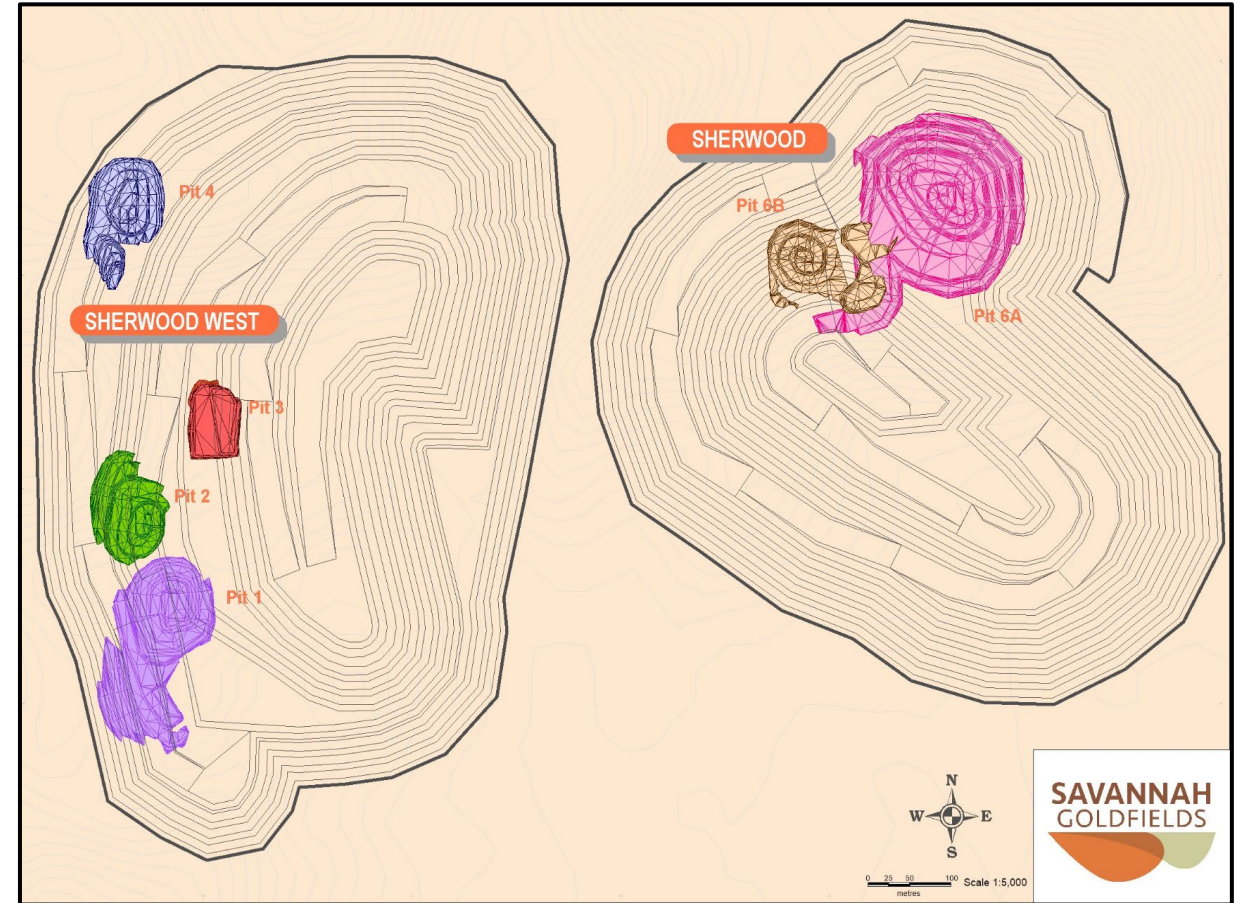 SHERWOOD
Pit 4
Pit 6B
SHERWOOD WEST
Pit 6A
Pit 3
Pit 2
Pit 1
N
W E
S
0 25 50 100 Scale 1:5,000
metres
SAVANNAH
GOLDFIELDS